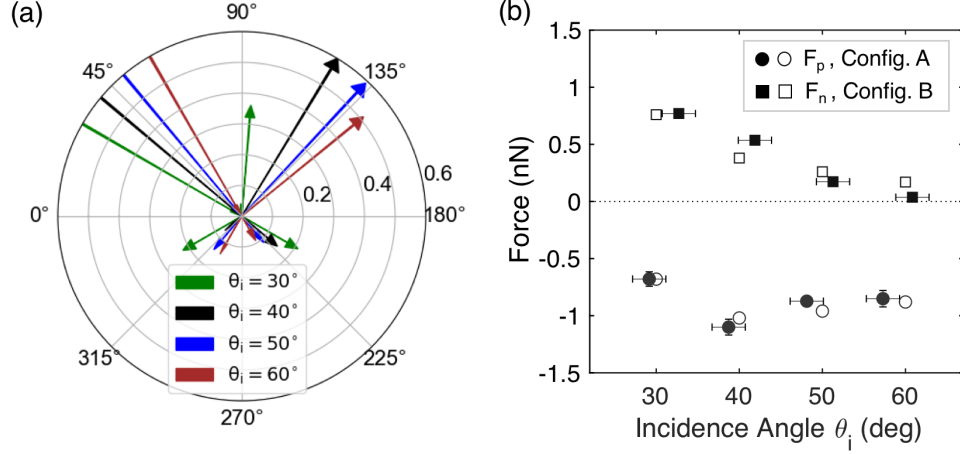 (a)
90°
45°
135°
0.6
0.4
0.2
0°
180°
θi = 30°
θi = 40°
θi = 50°
θi = 60°
315°
225°
270°
(b)
1.5
1
0.5
0
-0.5
-1
-1.5
Force (nN)
Fp , Config. A
Fn , Config. B
30
40
50
60
Incidence Angle θi (deg)